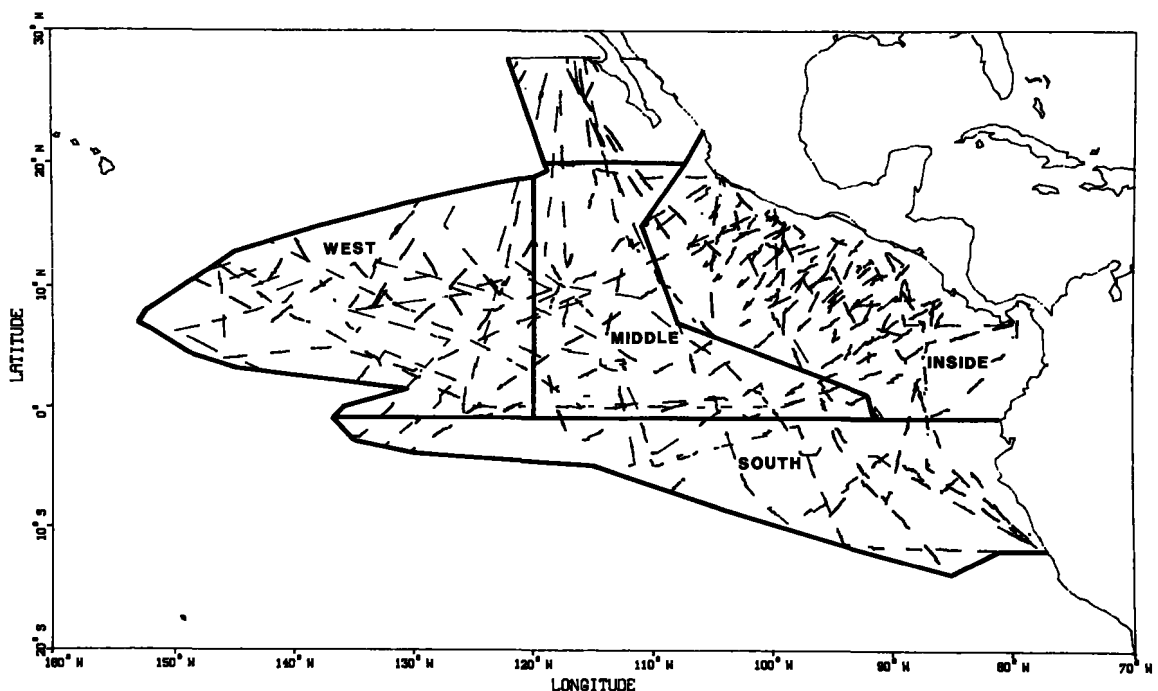 30° N
20° N
10° N
0°
10° S
20° S
LATITUDE
WEST
MIDDLE
INSIDE
SOUTH
160° W
150° W
140° W
130° W
120° W
110° W
100° W
90° W
80° W
70° W
LONGITUDE